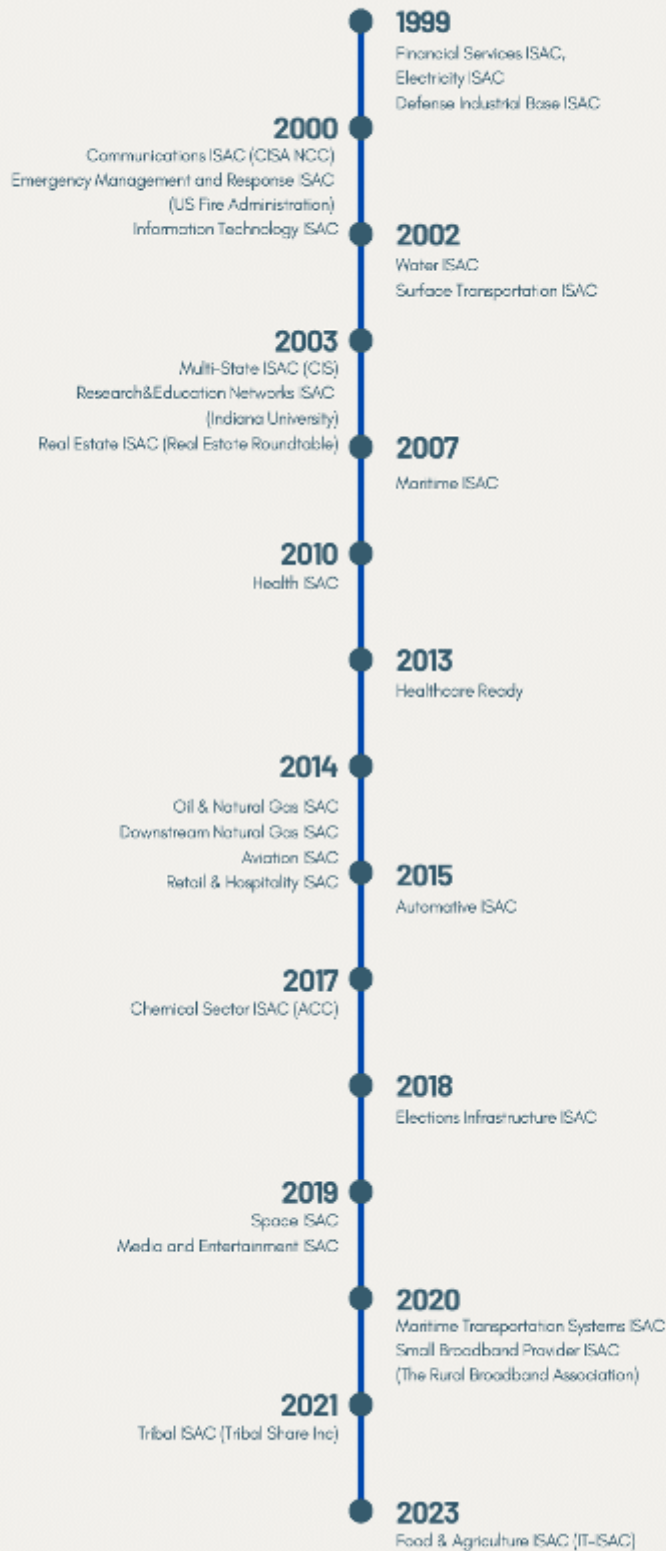 1999
Financial Services ISAC,
Electricity ISAC
Defense Industrial Base ISAC
2000
Communications ISAC (CISA NCC)
Emergency Management and Response ISAC
(US Fire Administration)
Information Technology ISAC
2002
Water ISAC
Surface Transportation ISAC
2003
Multi-State ISAC (CIS)
Research&Education Networks ISAC
(Indiana University)
Real Estate ISAC (Real Estate Roundtable)
2007
Maritime ISAC
2010
Health ISAC
2013
Healthcare Ready
2014
Oil & Natural Gas ISAC
Downstream Natural Gas ISAC
Aviation ISAC
Retail & Hospitality ISAC
2015
Automative ISAC
2017
Chemical Sector ISAC (ACC)
2018
Elections Infrastructure ISAC
2019
Space ISAC
Media and Entertainment ISAC
2020
Maritime Transportation Systems ISAC
Small Broadband Provider ISAC
(The Rural Broadband Association)
2021
Tribal ISAC (Tribal Share Inc)
2023
Food & Agriculture ISAC (IT-ISAC)